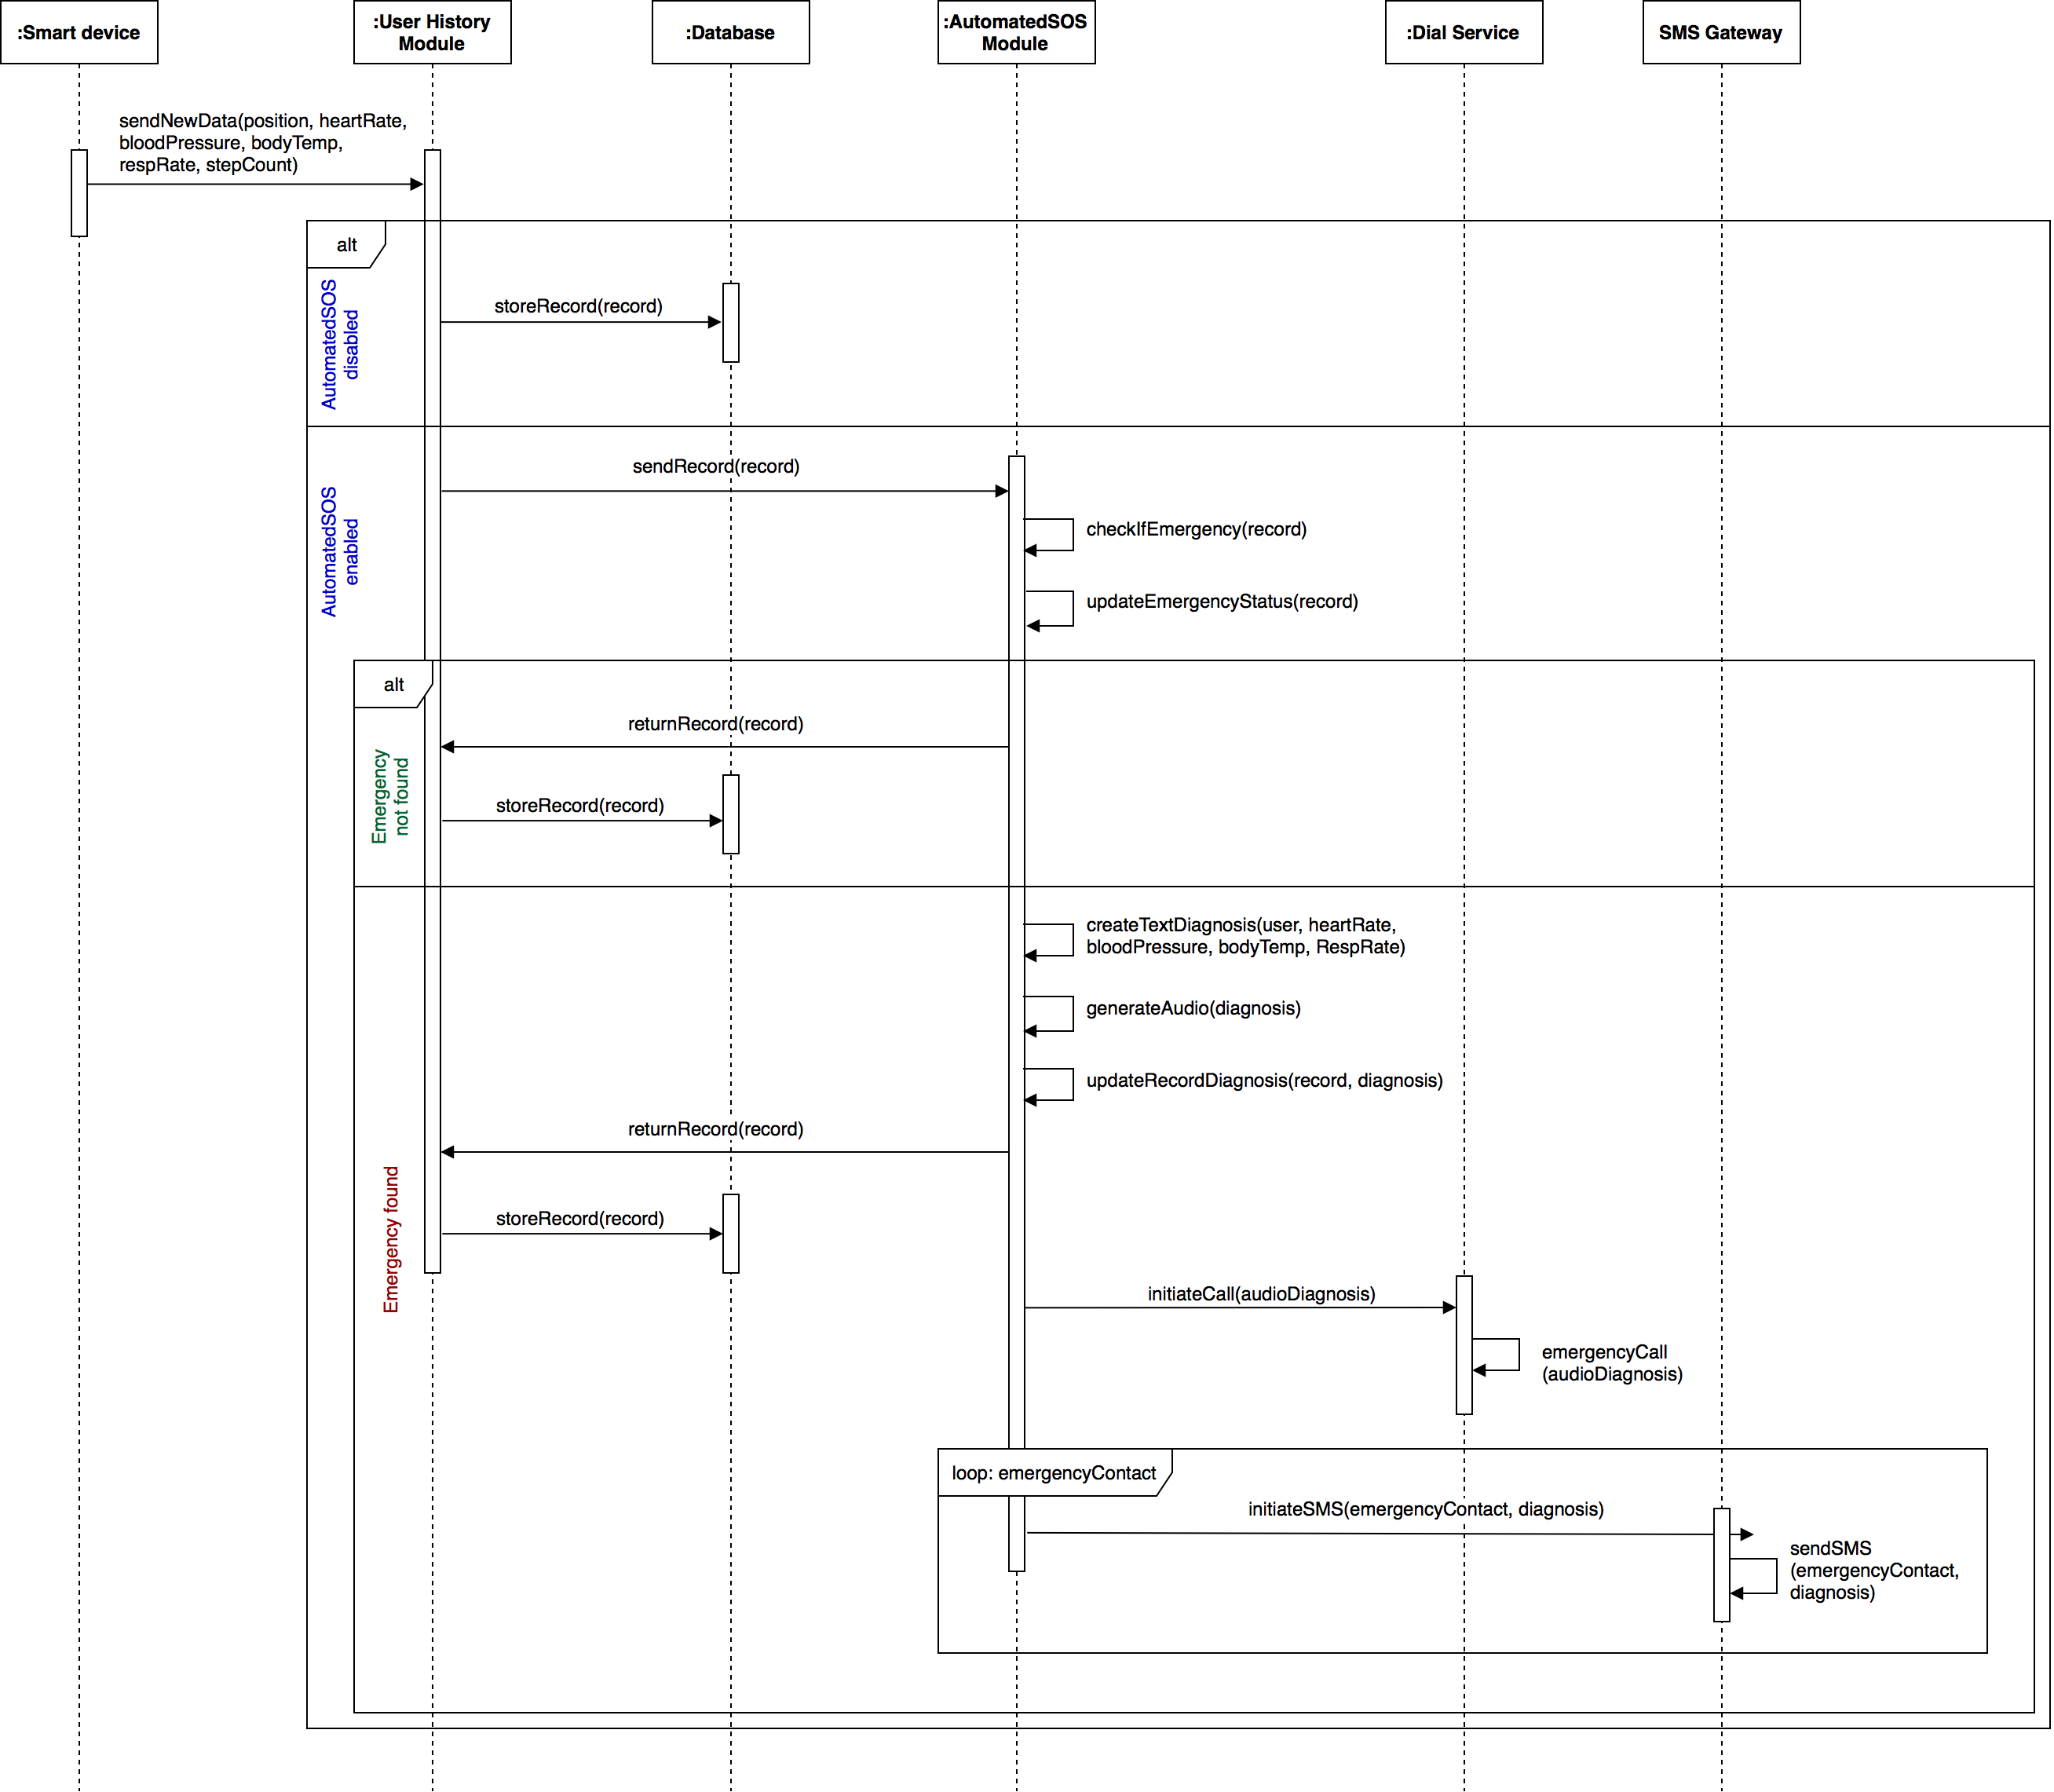 :Smart device
:User History
Module
:Database
:AutomatedSOS
Module
:Dial Service
SMS Gateway
sendNewData(position, heartRate,
bloodPressure, bodyTemp,
respRate, stepCount)
alt
AutomatedSOS
disabled
storeRecord(record)
AutomatedSOS
enabled
sendRecord(record)
checkIfEmergency(record)
updateEmergencyStatus(record)
alt
Emergency
not found
returnRecord(record)
storeRecord(record)
Emergency found
createTextDiagnosis(user, heartRate,
bloodPressure, bodyTemp, RespRate)
generateAudio(diagnosis)
updateRecordDiagnosis(record, diagnosis)
returnRecord(record)
storeRecord(record)
initiateCall(audioDiagnosis)
emergencyCall
(audioDiagnosis)
loop: emergencyContact
initiateSMS(emergencyContact, diagnosis)
sendSMS
(emergencyContact,
diagnosis)